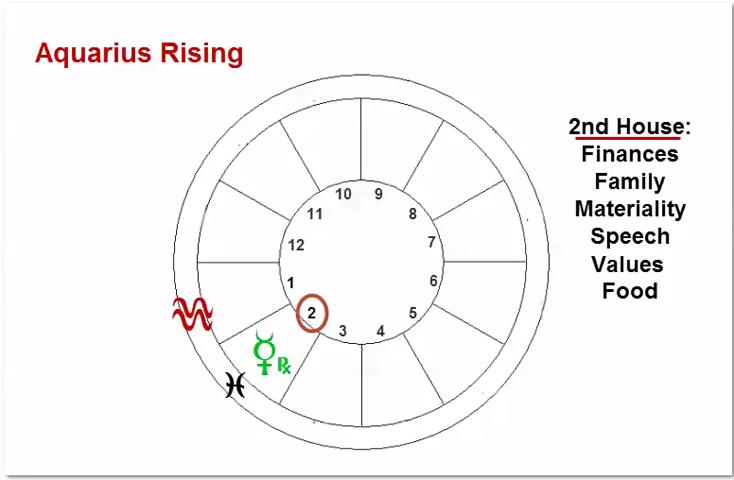 Aquarius Rising
2nd House:
Finances
Family
Materiality
Speech
Values
Food
10 9
11 8
12 7
1 6
2 5
3 4
♒
☿ ℞
♓